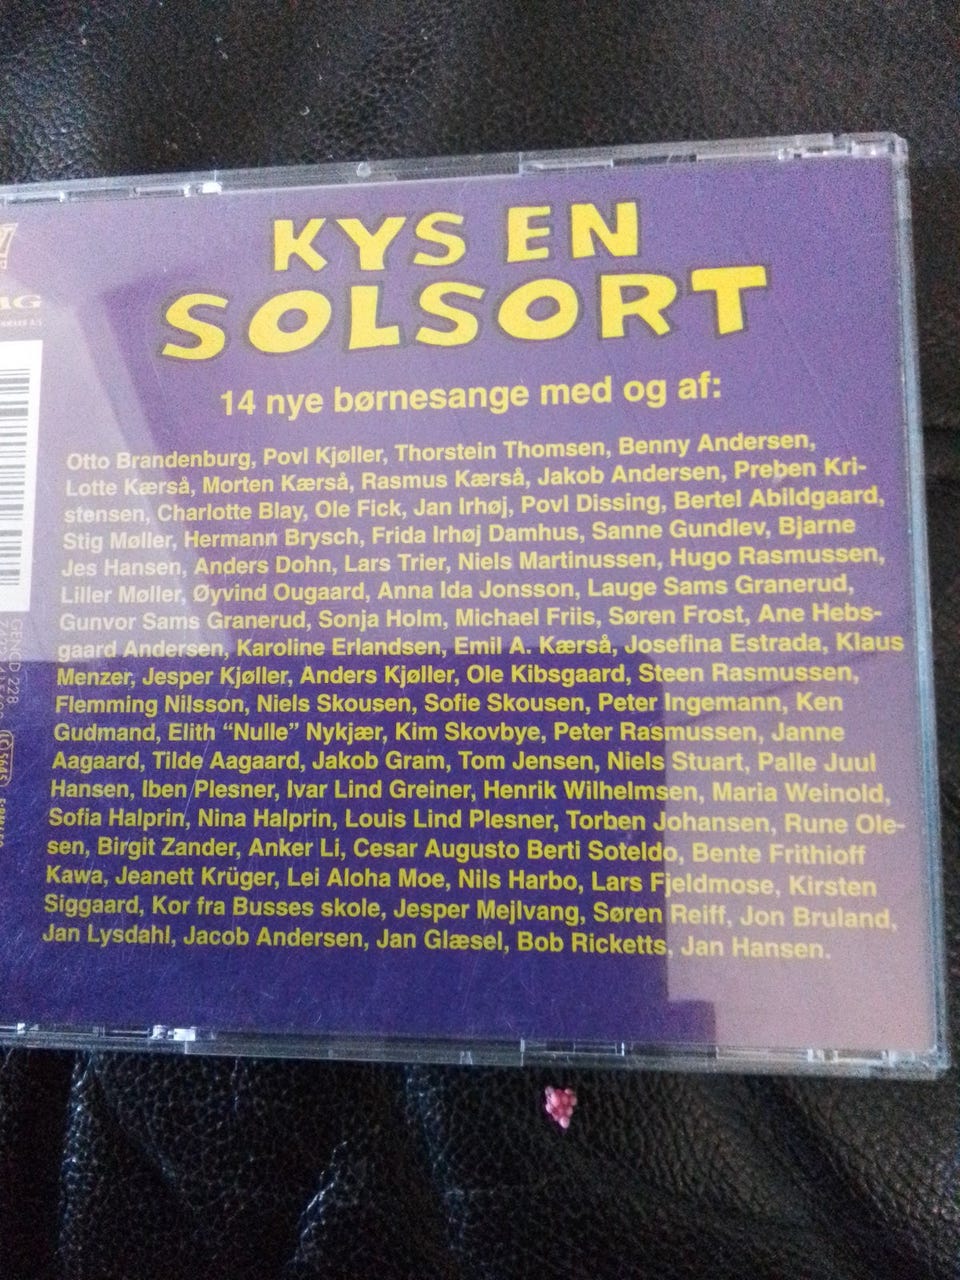 KYS EN
SOLSORT
14 nye børnesange med og af:
Otto Brandenburg, Povl Kjøller, Thorstein Thomsen, Benny Andersen,
Lotte Kærså, Morten Kærså, Rasmus Kærså, Jakob Andersen, Preben Kri-
stensen, Charlotte Blay, Ole Fick, Jan Irhøj, Povl Dissing, Bertel Abildgaard,
Stig Møller, Hermann Brysch, Frida Irhøj Damhus, Sanne Gundlev, Bjarne
Jes Hansen, Anders Dohn, Lars Trier, Niels Martinussen, Hugo Rasmussen,
Liller Møller, Øyvind Ougaard, Anna Ida Jonsson, Lauge Sams Granerud,
Gunvor Sams Granerud, Sonja Holm, Michael Friis, Søren Frost, Ane Hebs-
gaard Andersen, Karoline Erlandsen, Emil A. Kærså, Josefina Estrada, Klaus
Menzer, Jesper Kjøller, Anders Kjøller, Ole Kibsgaard, Steen Rasmussen,
Flemming Nilsson, Niels Skousen, Sofie Skousen, Peter Ingemann, Ken
Gudmand, Elith “Nulle” Nykjær, Kim Skovbye, Peter Rasmussen, Janne
Aagaard, Tilde Aagaard, Jakob Gram, Tom Jensen, Niels Stuart, Palle Juul
Hansen, Iben Plesner, Ivar Lind Greiner, Henrik Wilhelmsen, Maria Weinold,
Sofia Halprin, Nina Halprin, Louis Lind Plesner, Torben Johansen, Rune Ole-
sen, Birgit Zander, Anker Li, Cesar Augusto Berti Soteldo, Bente Frithioff
Kawa, Jeanett Krüger, Lei Aloha Moe, Nils Harbo, Lars Fjeldmose, Kirsten
Siggaard, Kor fra Busses skole, Jesper Mejlvang, Søren Reiff, Jon Bruland,
Jan Lysdahl, Jacob Andersen, Jan Glæsel, Bob Ricketts, Jan Hansen.
GENCD 228